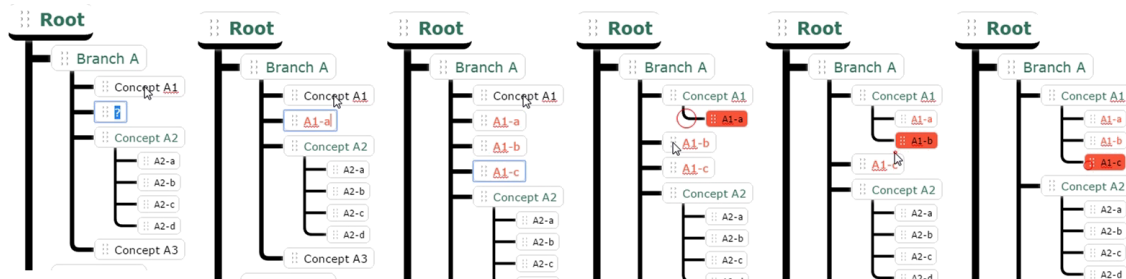 Root
Branch A
Concept A1
?
Concept A2
A2-a
A2-b
A2-c
A2-d
Concept A3
Root
Branch A
Concept A1
A1-a
Concept A2
A2-a
A2-b
A2-c
A2-d
Concept A3
Root
Branch A
Concept A1
A1-a
A1-b
A1-c
Concept A2
A2-a
A2-b
A2-c
Root
Branch A
Concept A1
A1-a
A1-b
A1-c
Concept A2
A2-a
A2-b
A2-c
Root
Branch A
Concept A1
A1-a
A1-b
A1-c
Concept A2
A2-a
A2-b
A2-c
A2-d
Root
Branch A
Concept A1
A1-a
A1-b
A1-c
Concept A2
A2-a
A2-b
A2-c
A2-d